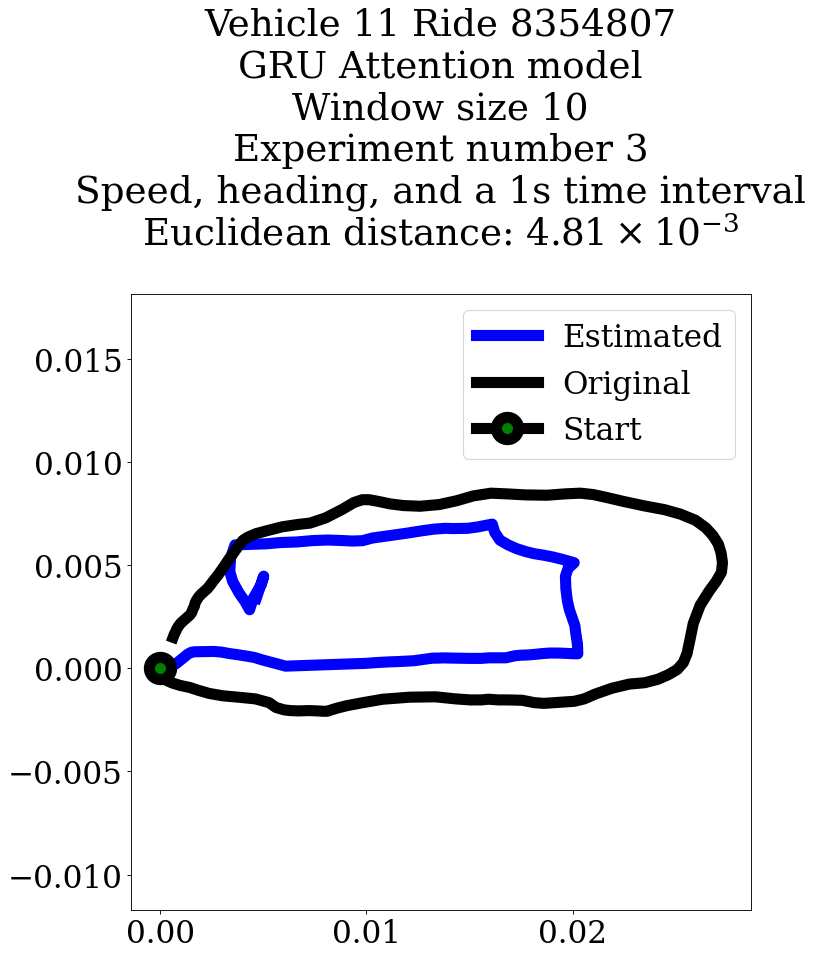 Vehicle 11 Ride 8354807
GRU Attention model
Window size 10
Experiment number 3
Speed, heading, and a 1s time interval
Euclidean distance: 4.81 × 10⁻³
Estimated
Original
Start
0.015
0.010
0.005
0.000
−0.005
−0.010
0.00 0.01 0.02